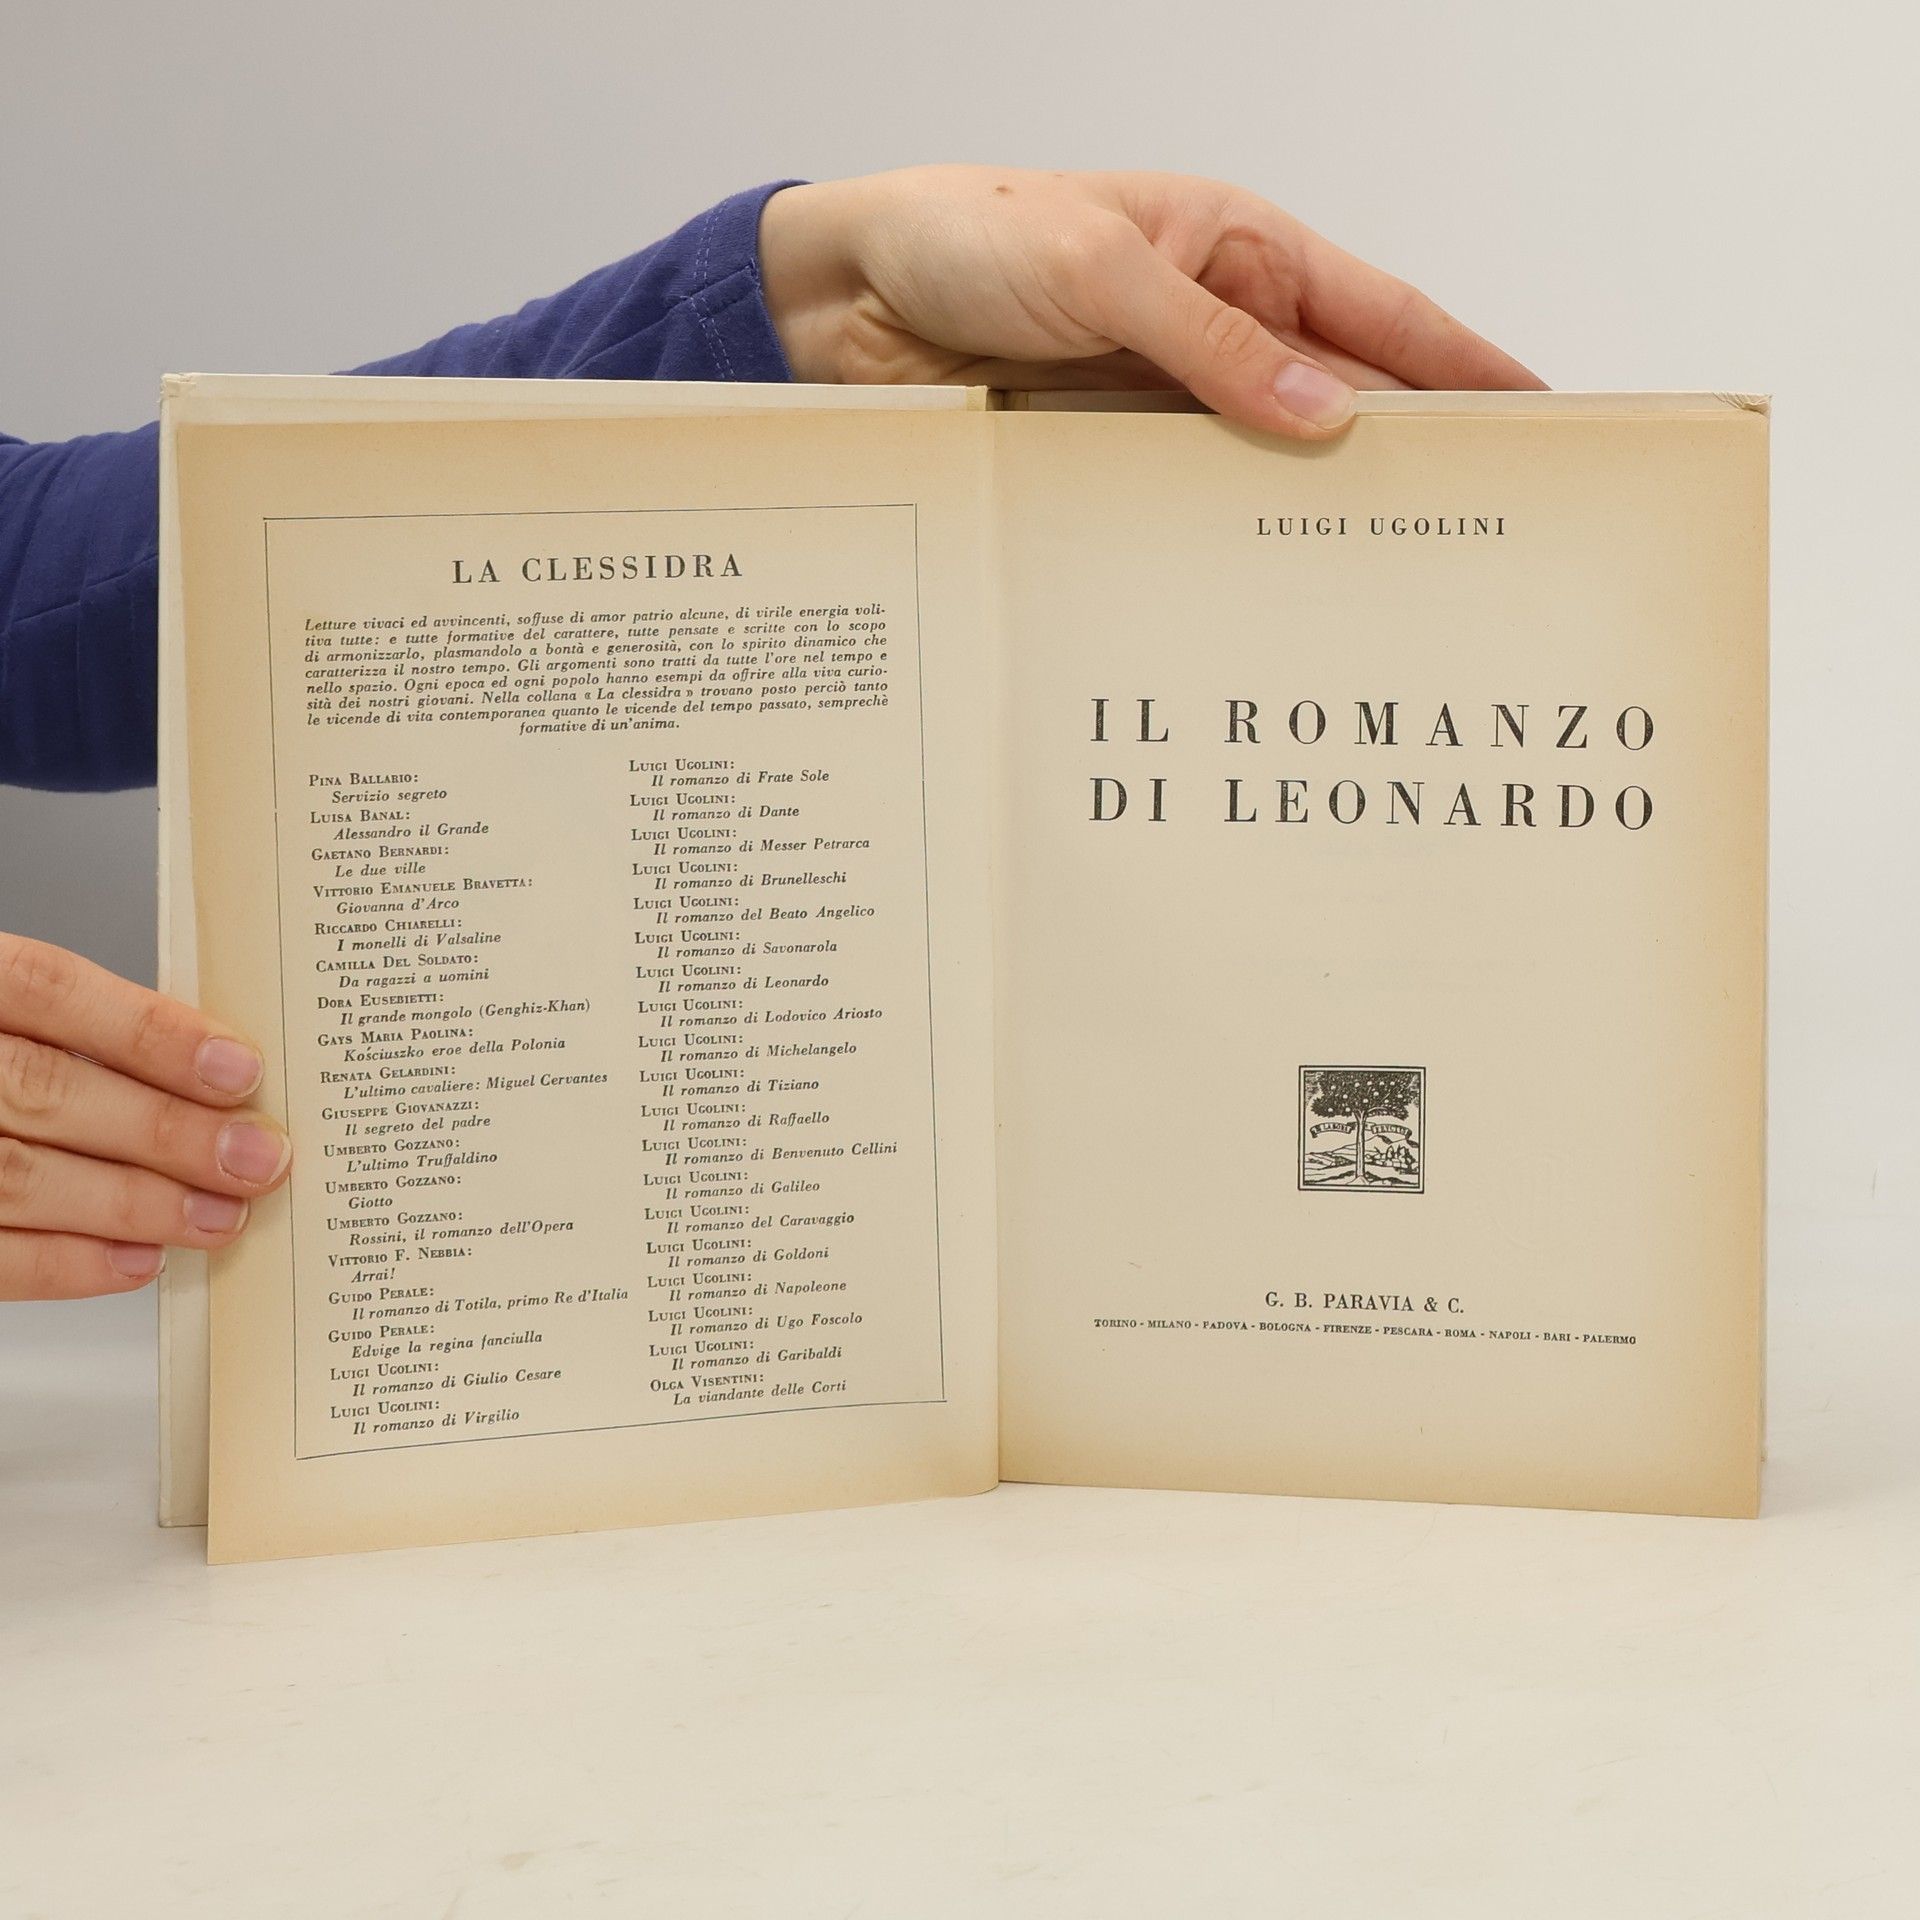 LA CLESSIDRA
Letture vivaci ed avvincenti, soffuse di amor patrio alcune, di virile energia voli-
tiva tutte: e tutte formative del carattere, tutte pensate e scritte con lo scopo
di armonizzarlo, plasmandolo a bontà e generosità, con lo spirito dinamico che
caratterizza il nostro tempo. Gli argomenti sono tratti da tutte l'ore nel tempo e
nello spazio. Ogni epoca ed ogni popolo hanno esempi da offrire alla viva curio-
sità dei nostri giovani. Nella collana « La clessidra » trovano posto perciò tanto
le vicende di vita contemporanea quanto le vicende del tempo passato, semprechè
formative di un'anima.
PINA BALLARIO:
Servizio segreto
LUISA BANAL:
Alessandro il Grande
GAETANO BERNARDI:
Le due ville
VITTORIO EMANUELE BRAVETTA:
Giovanna d'Arco
RICCARDO CHIARELLI:
I monelli di Valsaline
CAMILLA DEL SOLDATO:
Da ragazzi a uomini
DORA EUSEBIETTI:
Il grande mongolo (Genghiz-Khan)
GAYS MARIA PAOLINA:
Kościuszko eroe della Polonia
RENATA GELARDINI:
L'ultimo cavaliere: Miguel Cervantes
GIUSEPPE GIOVANAZZI:
Il segreto del padre
UMBERTO GOZZANO:
L'ultimo Truffaldino
UMBERTO GOZZANO:
Giotto
UMBERTO GOZZANO:
Rossini, il romanzo dell'Opera
VITTORIO F. NEBBIA:
Arrai!
GUIDO PERALE:
Il romanzo di Totila, primo Re d'Italia
GUIDO PERALE:
Edvige la regina fanciulla
LUIGI UGOLINI:
Il romanzo di Giulio Cesare
LUIGI UGOLINI:
Il romanzo di Virgilio
LUIGI UGOLINI:
Il romanzo di Frate Sole
LUIGI UGOLINI:
Il romanzo di Dante
LUIGI UGOLINI:
Il romanzo di Messer Petrarca
LUIGI UGOLINI:
Il romanzo di Brunelleschi
LUIGI UGOLINI:
Il romanzo del Beato Angelico
LUIGI UGOLINI:
Il romanzo di Savonarola
LUIGI UGOLINI:
Il romanzo di Leonardo
LUIGI UGOLINI:
Il romanzo di Lodovico Ariosto
LUIGI UGOLINI:
Il romanzo di Michelangelo
LUIGI UGOLINI:
Il romanzo di Tiziano
LUIGI UGOLINI:
Il romanzo di Raffaello
LUIGI UGOLINI:
Il romanzo di Benvenuto Cellini
LUIGI UGOLINI:
Il romanzo di Galileo
LUIGI UGOLINI:
Il romanzo del Caravaggio
LUIGI UGOLINI:
Il romanzo di Goldoni
LUIGI UGOLINI:
Il romanzo di Napoleone
LUIGI UGOLINI:
Il romanzo di Ugo Foscolo
LUIGI UGOLINI:
Il romanzo di Garibaldi
OLGA VISENTINI:
La viandante delle Corti
LUIGI UGOLINI
IL ROMANZO
DI LEONARDO
G. B. PARAVIA & C.
TORINO - MILANO - PADOVA - BOLOGNA - FIRENZE - PESCARA - ROMA - NAPOLI - BARI - PALERMO